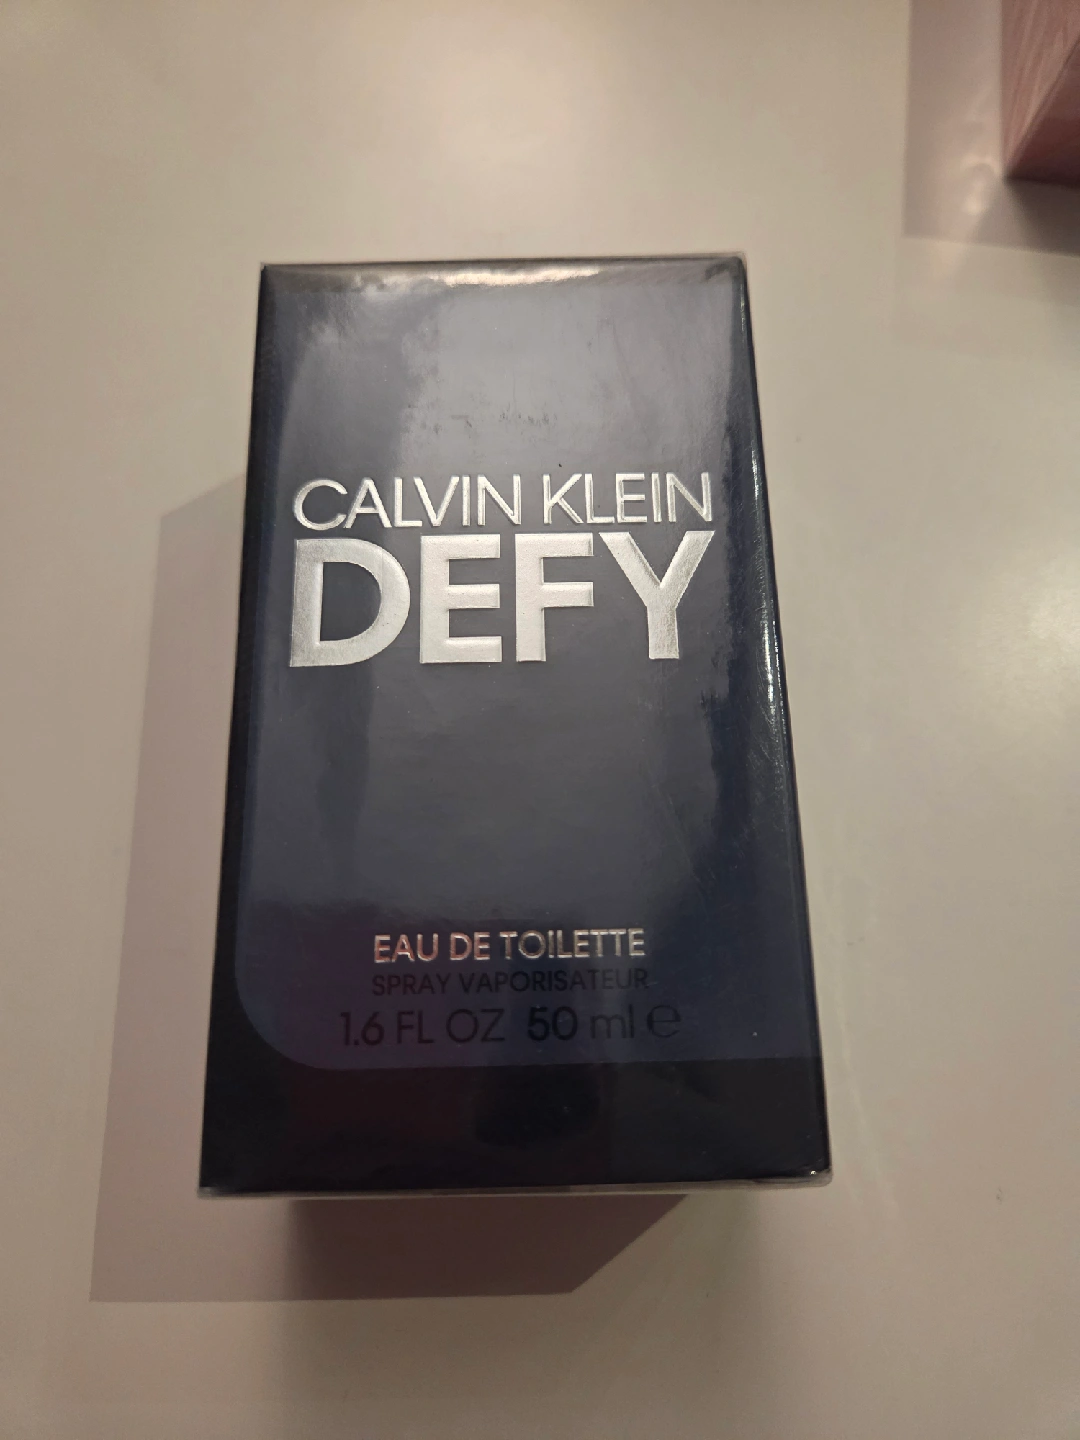 CALVIN KLEIN
DEFY
EAU DE TOILETTE
SPRAY VAPORISATEUR
1.6 FL OZ 50 ml ℮